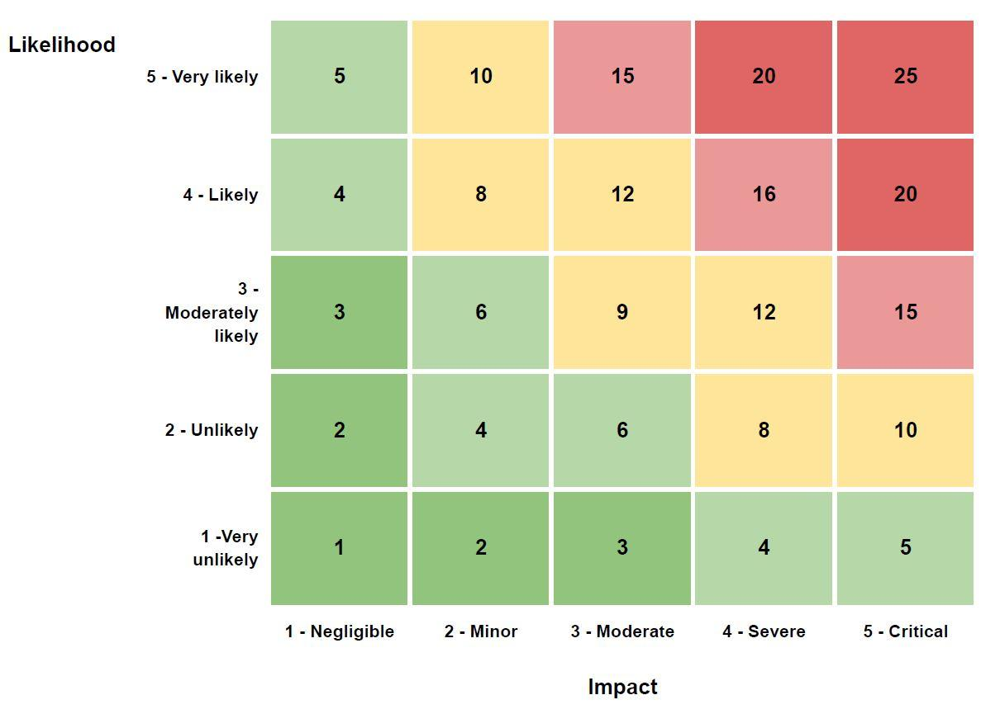 Likelihood
5 - Very likely
5
10
15
20
25
4 - Likely
4
8
12
16
20
3 -
Moderately
likely
3
6
9
12
15
2 - Unlikely
2
4
6
8
10
1 -Very
unlikely
1
2
3
4
5
1 - Negligible
2 - Minor
3 - Moderate
4 - Severe
5 - Critical
Impact